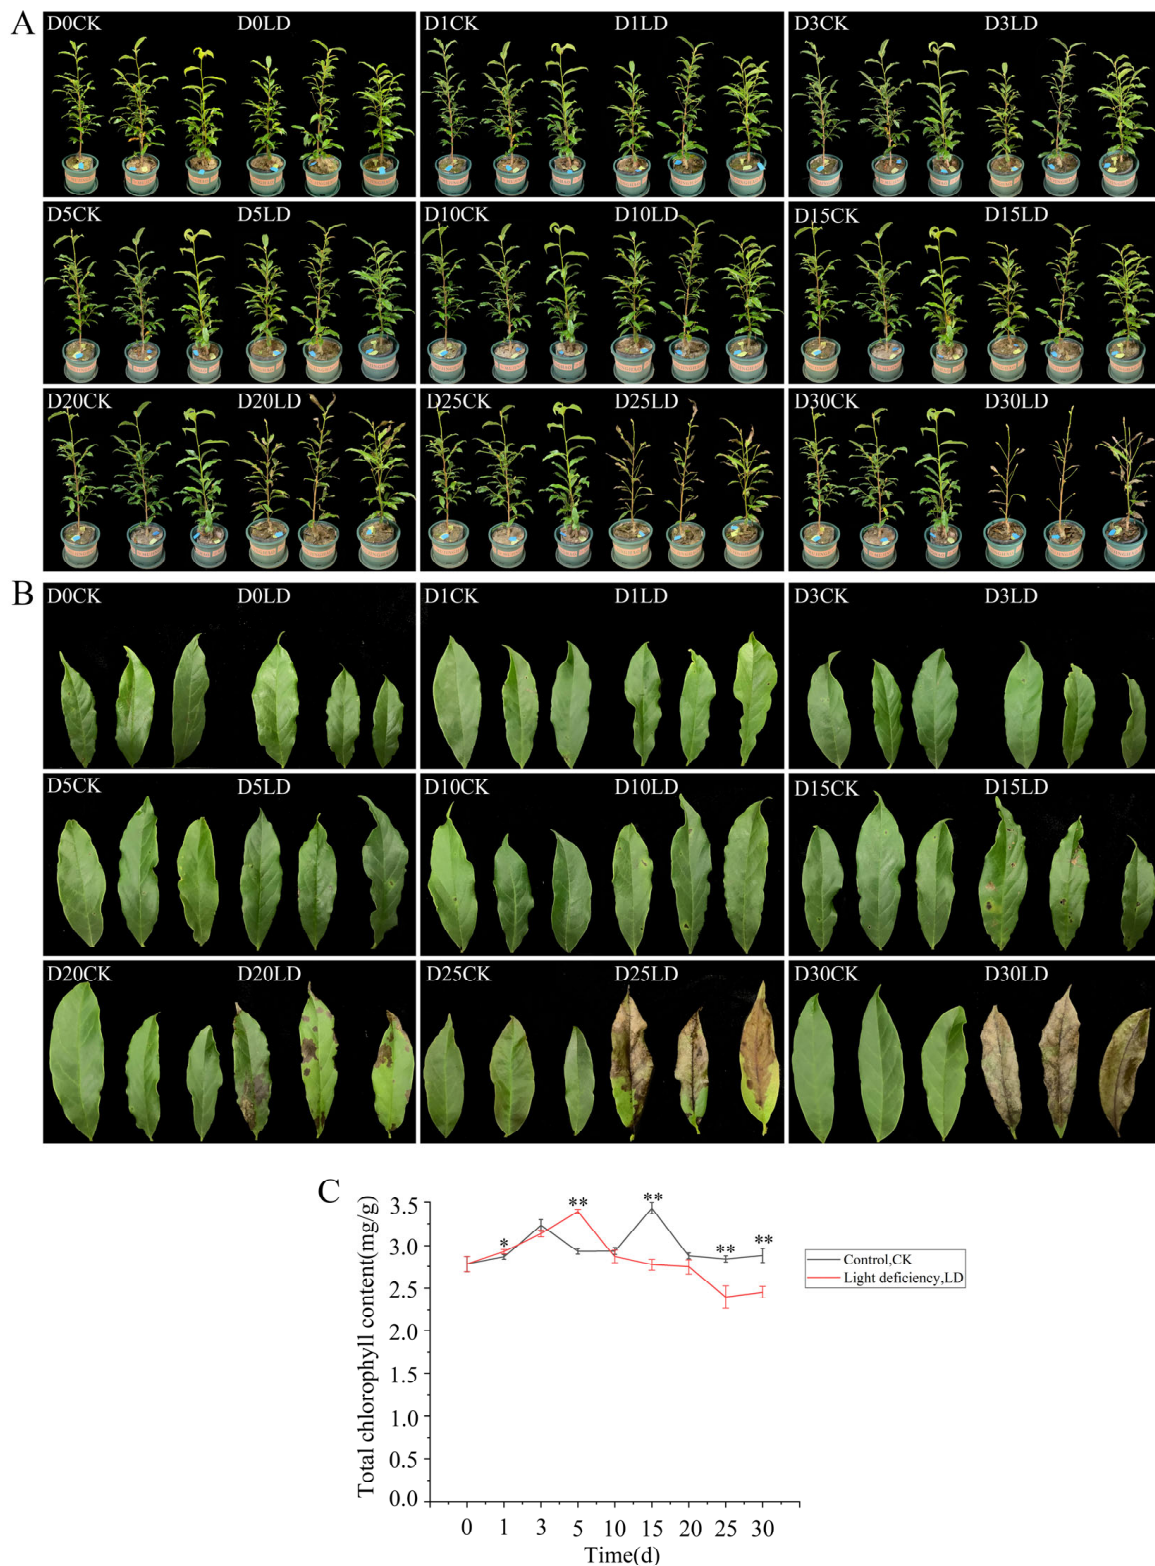 A
D0CK D0LD D1CK D1LD D3CK D3LD
D5CK D5LD D10CK D10LD D15CK D15LD
D20CK D20LD D25CK D25LD D30CK D30LD
B
D0CK D0LD D1CK D1LD D3CK D3LD
D5CK D5LD D10CK D10LD D15CK D15LD
D20CK D20LD D25CK D25LD D30CK D30LD
C
Total chlorophyll content(mg/g)
3.5
3.0
2.5
2.0
1.5
1.0
0.5
0.0
* ** ** ** **
Control,CK
Light deficiency,LD
0 1 3 5 10 15 20 25 30
Time(d)